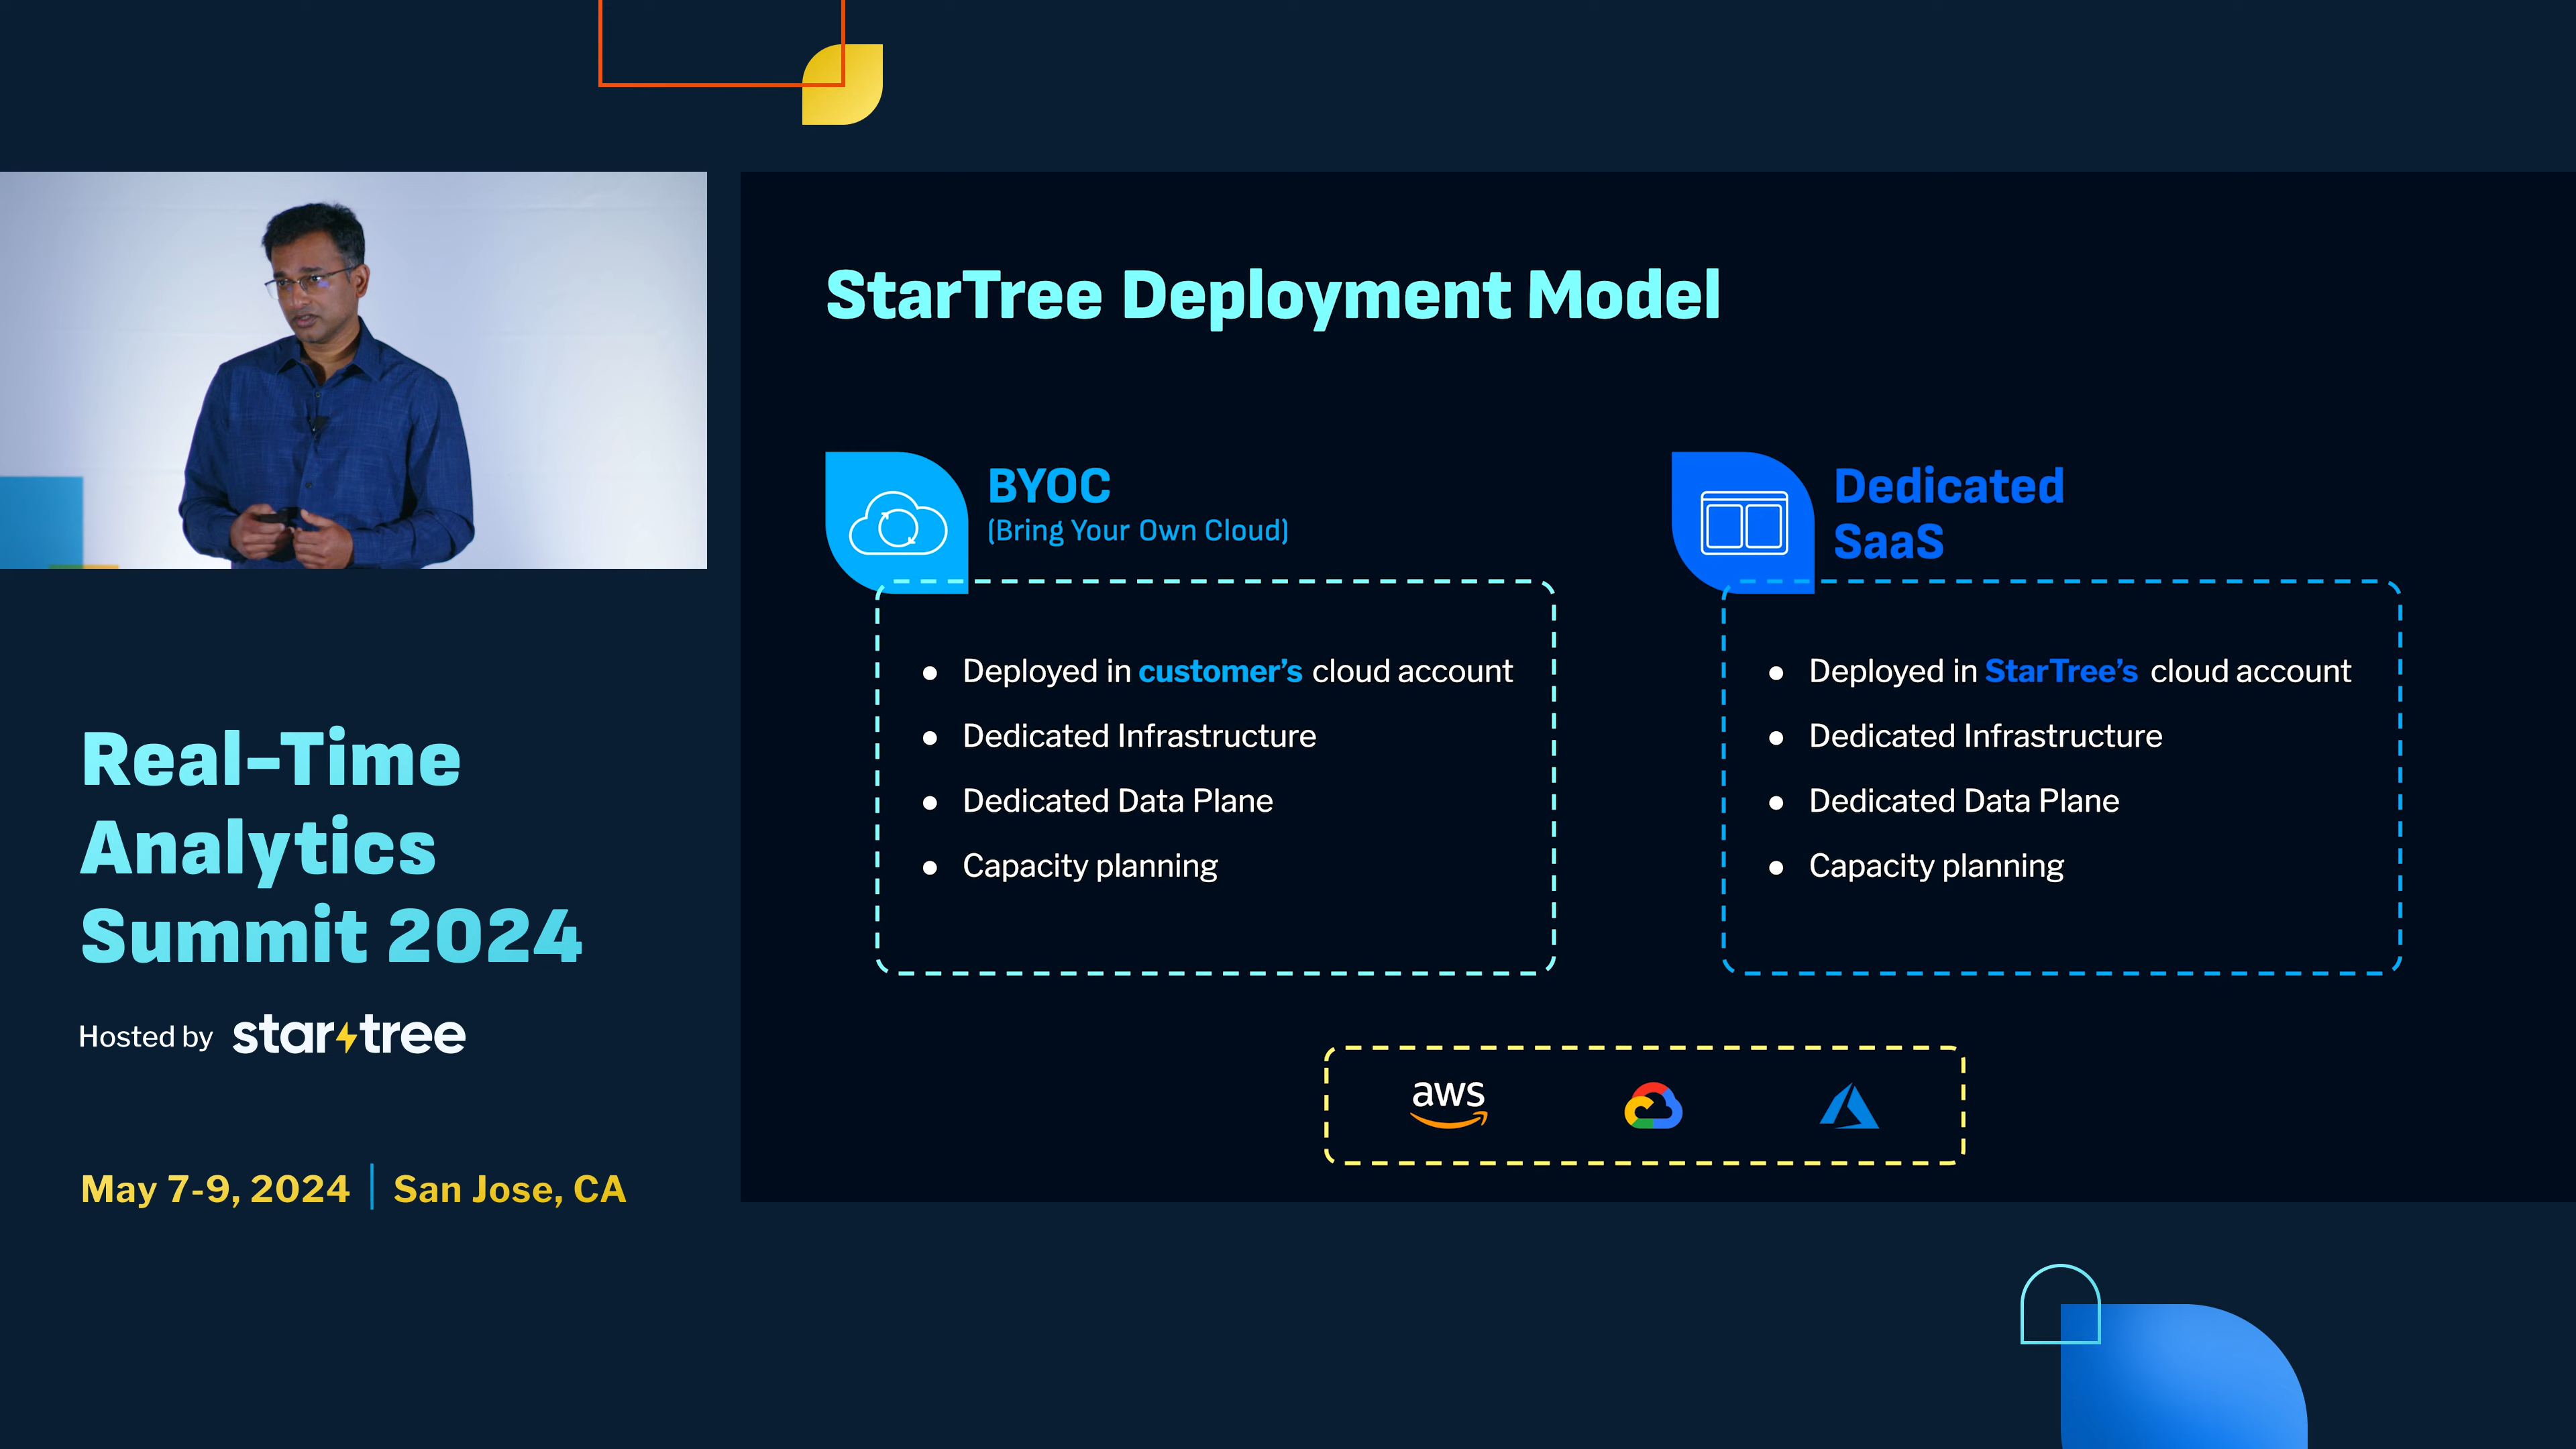 StarTree Deployment Model
BYOC
(Bring Your Own Cloud)
• Deployed in customer’s cloud account
• Dedicated Infrastructure
• Dedicated Data Plane
• Capacity planning
Dedicated
SaaS
• Deployed in StarTree’s cloud account
• Dedicated Infrastructure
• Dedicated Data Plane
• Capacity planning
aws
Real-Time
Analytics
Summit 2024
Hosted by startree
May 7-9, 2024 | San Jose, CA